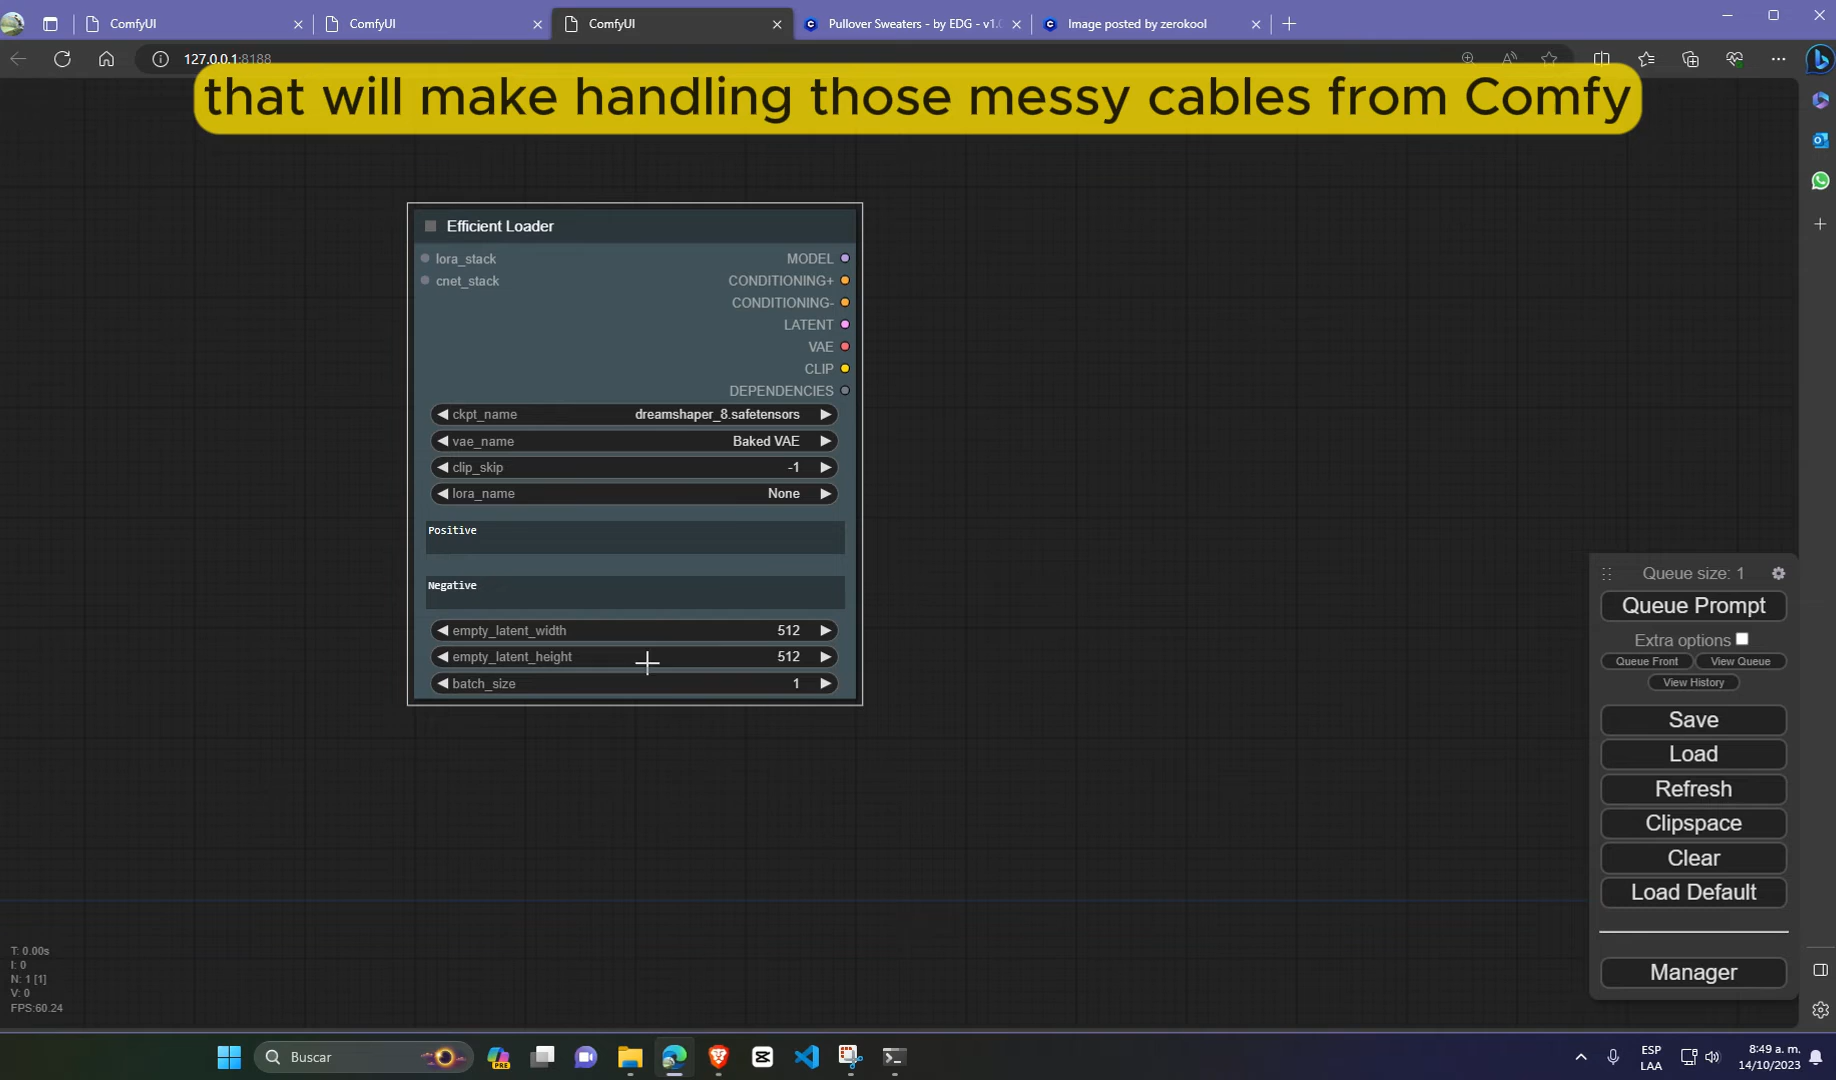 ComfyUI
ComfyUI
ComfyUI
Pullover Sweaters - by EDG - v1.0
Image posted by zerokool
127.0.0.1:8188
that will make handling those messy cables from Comfy
Efficient Loader
lora_stack
MODEL
cnet_stack
CONDITIONING+
CONDITIONING-
LATENT
VAE
CLIP
DEPENDENCIES
ckpt_name dreamshaper_8.safetensors
vae_name Baked VAE
clip_skip -1
lora_name None
Positive
Negative
empty_latent_width 512
empty_latent_height 512
batch_size 1
Queue size: 1
Queue Prompt
Extra options
Queue Front View Queue
View History
Save
Load
Refresh
Clipspace
Clear
Load Default
Manager
T: 0.00s
I: 0
N: 1 [1]
V: 0
FPS:60.24
Buscar
PRE
ESP
LAA
8:49 a. m.
14/10/2023